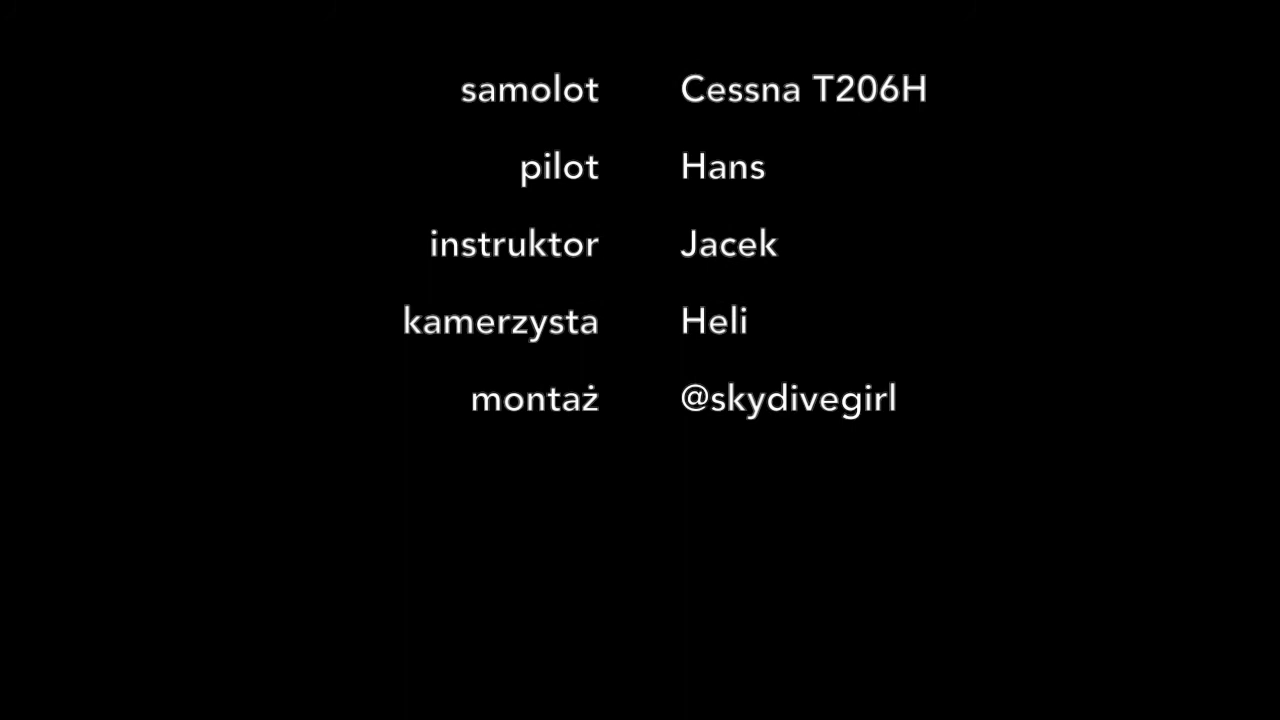 samolot Cessna T206H
pilot Hans
instruktor Jacek
kamerzysta Heli
montaż @skydivegirl